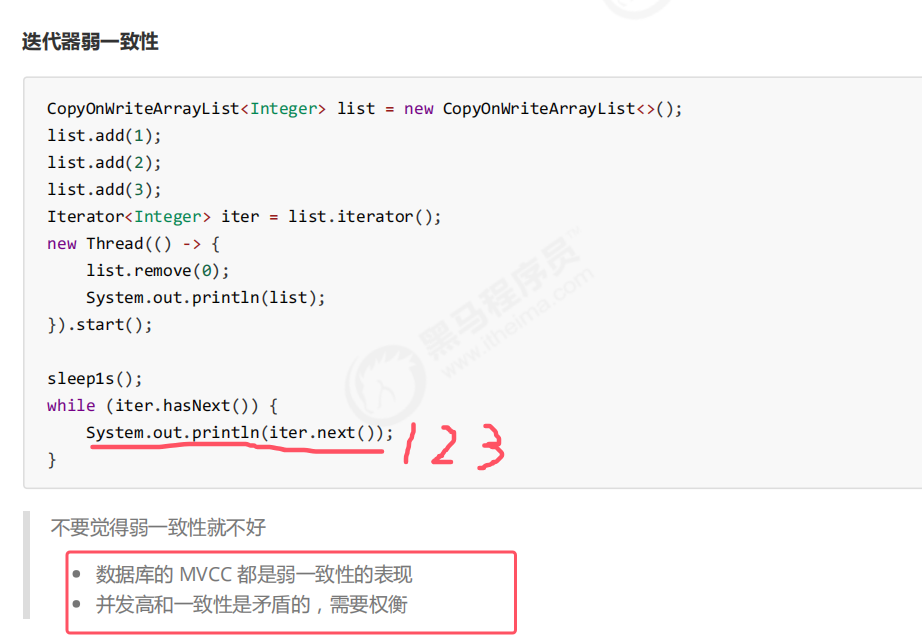 迭代器弱一致性
CopyOnWriteArrayList<Integer> list = new CopyOnWriteArrayList<>();
list.add(1);
list.add(2);
list.add(3);
Iterator<Integer> iter = list.iterator();
new Thread(() -> {
    list.remove(0);
    System.out.println(list);
}).start();
黑马程序员™
www.itheima.com
sleep1s();
while (iter.hasNext()) {
    System.out.println(iter.next()); 1 2 3
}
不要觉得弱一致性就不好
• 数据库的 MVCC 都是弱一致性的表现
• 并发高和一致性是矛盾的，需要权衡